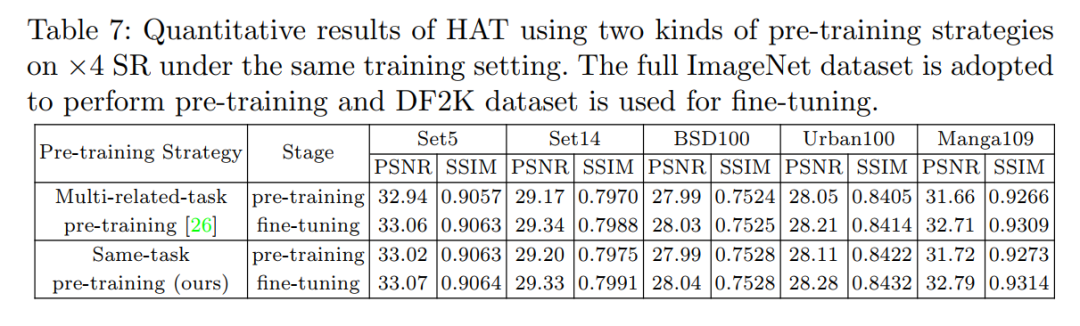 Table 7: Quantitative results of HAT using two kinds of pre-training strategies
on ×4 SR under the same training setting. The full ImageNet dataset is adopted
to perform pre-training and DF2K dataset is used for fine-tuning.
Pre-training Strategy Stage Set5 Set14 BSD100 Urban100 Manga109
PSNR SSIM PSNR SSIM PSNR SSIM PSNR SSIM PSNR SSIM
Multi-related-task pre-training 32.94 0.9057 29.17 0.7970 27.99 0.7524 28.05 0.8405 31.66 0.9266
pre-training [26] fine-tuning 33.06 0.9063 29.34 0.7988 28.03 0.7525 28.21 0.8414 32.71 0.9309
Same-task pre-training 33.02 0.9063 29.20 0.7975 27.99 0.7528 28.11 0.8422 31.72 0.9273
pre-training (ours) fine-tuning 33.07 0.9064 29.33 0.7991 28.04 0.7528 28.28 0.8432 32.79 0.9314